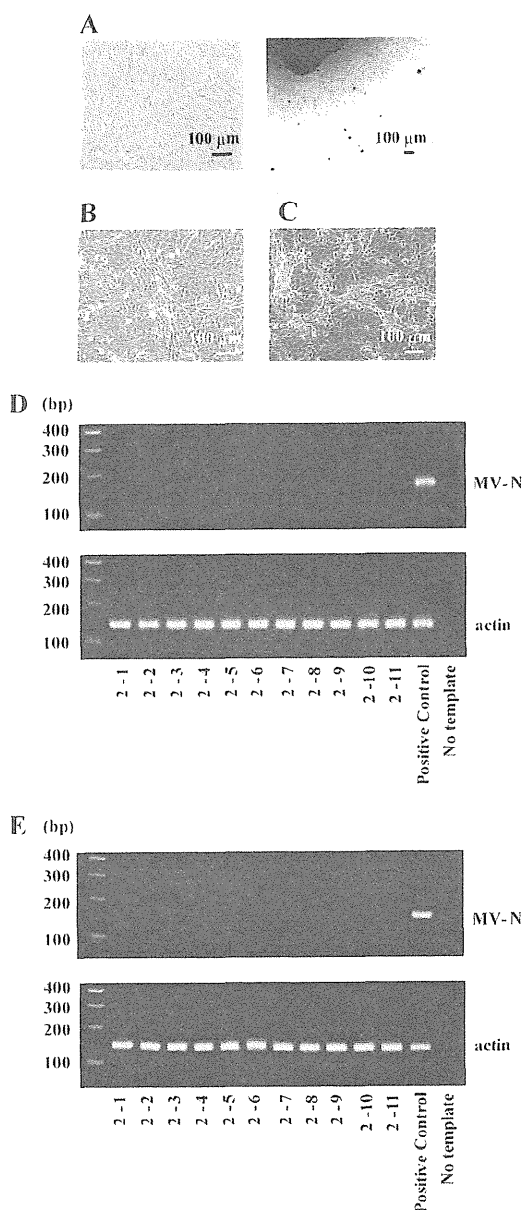 A
100 μm
100 μm
B
C
100 μm
100 μm
D (bp)
400
300
200
100
MV-N
400
300
200
100
actin
2-1
2-2
2-3
2-4
2-5
2-6
2-7
2-8
2-9
2-10
2-11
Positive Control
No template
E (bp)
400
300
200
100
MV-N
400
300
200
100
actin
2-1
2-2
2-3
2-4
2-5
2-6
2-7
2-8
2-9
2-10
2-11
Positive Control
No template